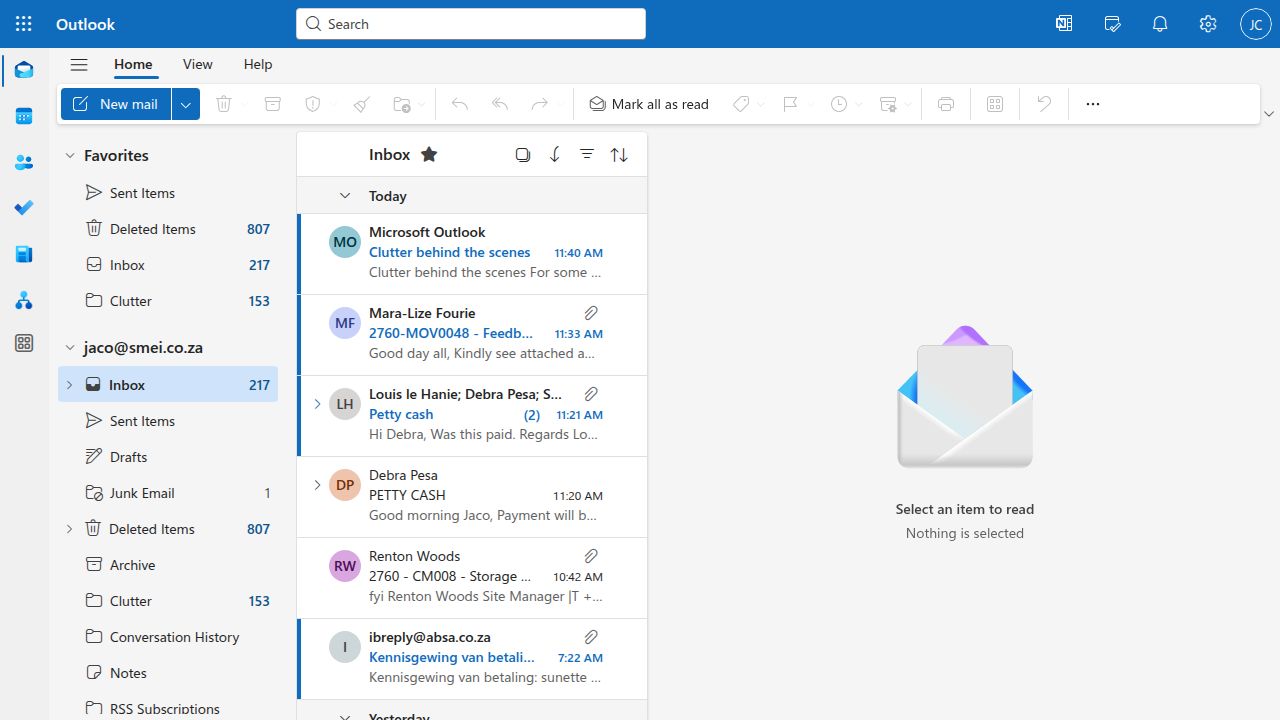 Outlook
Search
JC
Home
View
Help
New mail
Mark all as read
Favorites
Sent Items
Deleted Items 807
Inbox 217
Clutter 153
jaco@smei.co.za
Inbox 217
Sent Items
Drafts
Junk Email 1
Deleted Items 807
Archive
Clutter 153
Conversation History
Notes
RSS Subscriptions
Inbox
Today
MO
Microsoft Outlook
Clutter behind the scenes 11:40 AM
Clutter behind the scenes For some ...
MF
Mara-Lize Fourie
2760-MOV0048 - Feedb... 11:33 AM
Good day all, Kindly see attached a...
LH
Louis le Hanie; Debra Pesa; S...
Petty cash (2) 11:21 AM
Hi Debra, Was this paid. Regards Lo...
DP
Debra Pesa
PETTY CASH 11:20 AM
Good morning Jaco, Payment will b...
RW
Renton Woods
2760 - CM008 - Storage ... 10:42 AM
fyi Renton Woods Site Manager |T +...
I
ibreply@absa.co.za
Kennisgewing van betali... 7:22 AM
Kennisgewing van betaling: sunette ...
Yesterday
Select an item to read
Nothing is selected